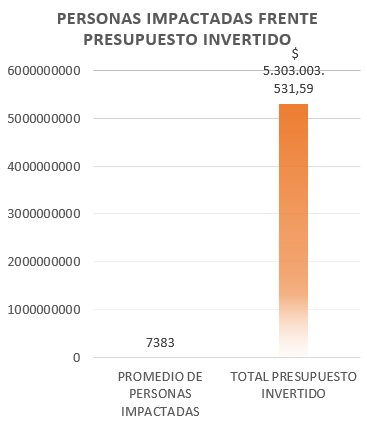 PERSONAS IMPACTADAS FRENTE
PRESUPUESTO INVERTIDO
$
5.303.003.
531,59
6000000000
5000000000
4000000000
3000000000
2000000000
1000000000
0
7383
PROMEDIO DE
PERSONAS
IMPACTADAS
TOTAL PRESUPUESTO
INVERTIDO